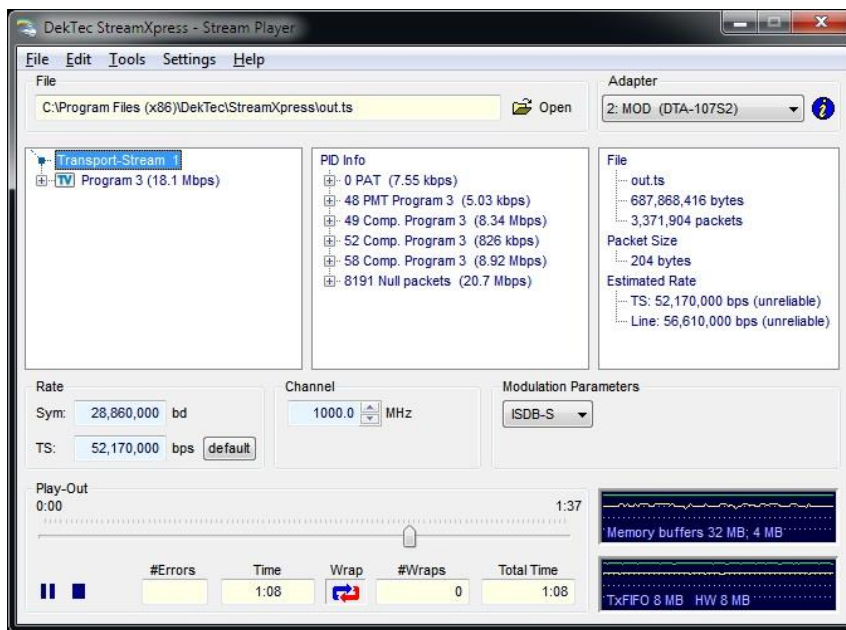 DekTec StreamXpress - Stream Player
File Edit Tools Settings Help
File
C:\Program Files (x86)\DekTec\StreamXpress\out.ts
Open
Adapter
2: MOD (DTA-107S2)
Transport-Stream 1
TV Program 3 (18.1 Mbps)
PID Info
0 PAT (7.55 kbps)
48 PMT Program 3 (5.03 kbps)
49 Comp. Program 3 (8.34 Mbps)
52 Comp. Program 3 (826 kbps)
58 Comp. Program 3 (8.92 Mbps)
8191 Null packets (20.7 Mbps)
File
out.ts
687,868,416 bytes
3,371,904 packets
Packet Size
204 bytes
Estimated Rate
TS: 52,170,000 bps (unreliable)
Line: 56,610,000 bps (unreliable)
Rate
Sym: 28,860,000 bd
TS: 52,170,000 bps default
Channel
1000.0 MHz
Modulation Parameters
ISDB-S
Play-Out
0:00 1:37
#Errors Time Wrap #Wraps Total Time
1:08 0 1:08
Memory buffers 32 MB; 4 MB
TxFIFO 8 MB HW 8 MB